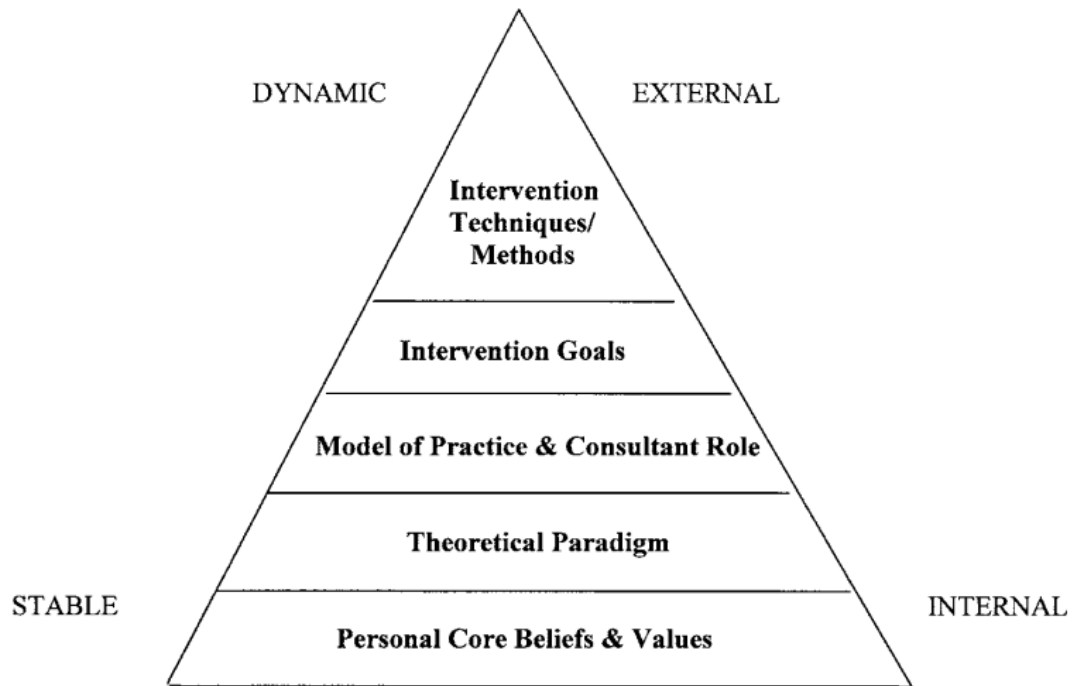 DYNAMIC
EXTERNAL
Intervention
Techniques/
Methods
Intervention Goals
Model of Practice & Consultant Role
Theoretical Paradigm
STABLE
INTERNAL
Personal Core Beliefs & Values